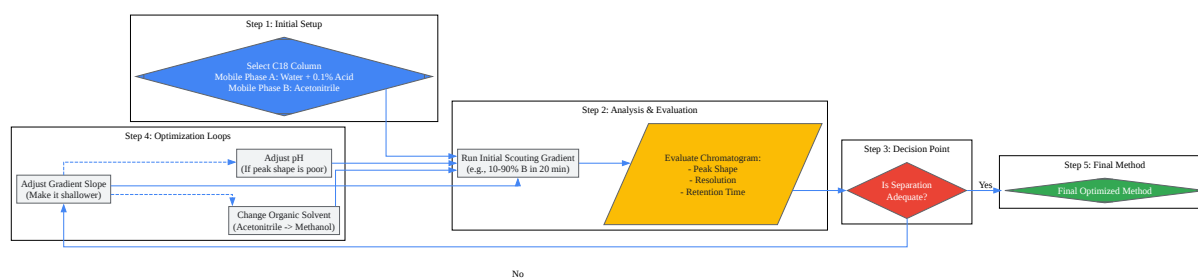 Step 1: Initial Setup
Select C18 Column
Mobile Phase A: Water + 0.1% Acid
Mobile Phase B: Acetonitrile
Step 2: Analysis & Evaluation
Run Initial Scouting Gradient
(e.g., 10-90% B in 20 min)
Evaluate Chromatogram:
- Peak Shape
- Resolution
- Retention Time
Step 4: Optimization Loops
Adjust pH
(If peak shape is poor)
Adjust Gradient Slope
(Make it shallower)
Change Organic Solvent
(Acetonitrile -> Methanol)
Step 3: Decision Point
Is Separation
Adequate?
Yes
Step 5: Final Method
Final Optimized Method
No